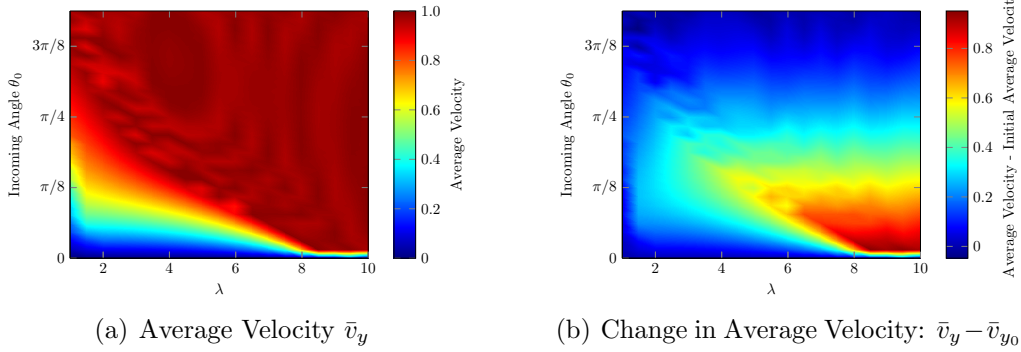 3π/8
π/4
π/8
0
2
4
6
8
10
λ
Incoming Angle θ₀
1.0
0.8
0.6
0.4
0.2
0
Average Velocity
(a) Average Velocity v̄_y
3π/8
π/4
π/8
0
2
4
6
8
10
λ
Incoming Angle θ₀
0.8
0.6
0.4
0.2
0
Average Velocity - Initial Average Velocity
(b) Change in Average Velocity: v̄_y − v̄_{y₀}